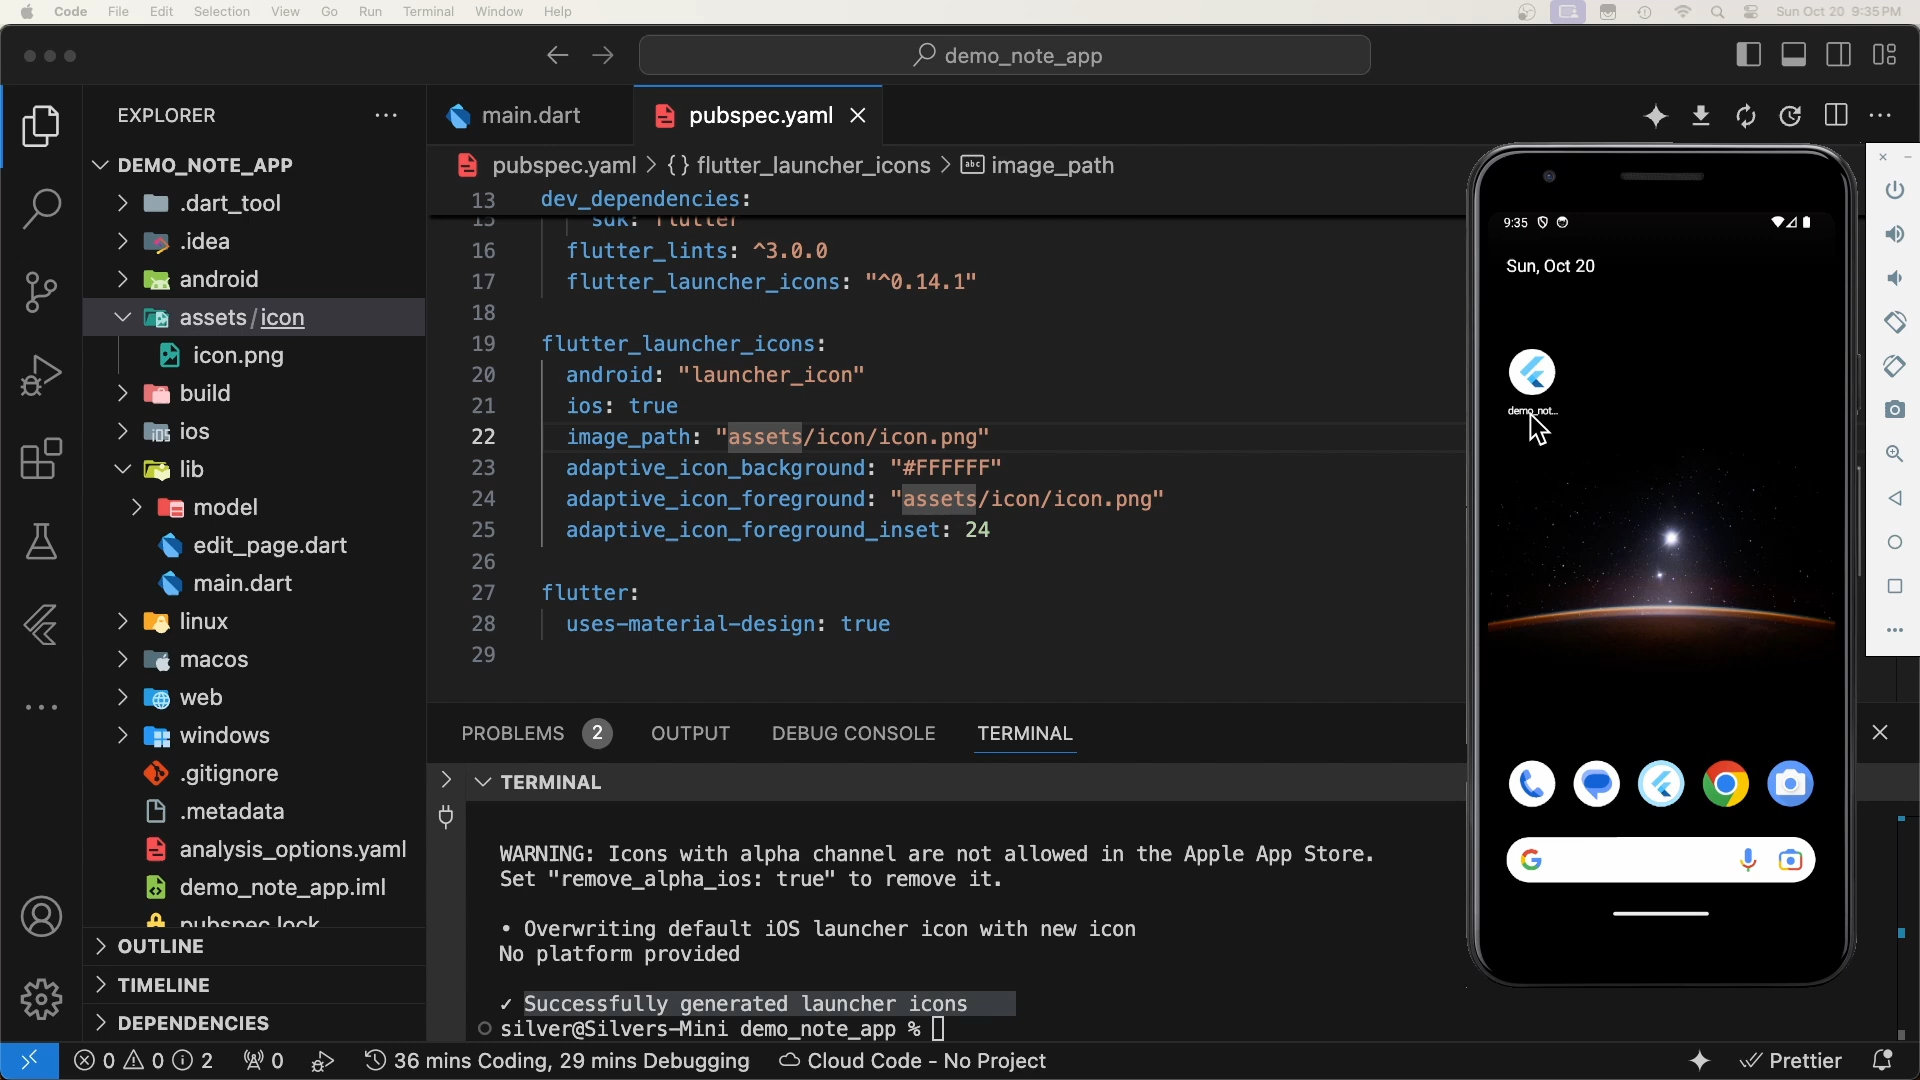 Code File Edit Selection View Go Run Terminal Window Help Sun Oct 20 9:35 PM
demo_note_app
EXPLORER
DEMO_NOTE_APP
.dart_tool
.idea
android
assets/icon
icon.png
build
ios
lib
model
edit_page.dart
main.dart
linux
macos
web
windows
.gitignore
.metadata
analysis_options.yaml
demo_note_app.iml
pubspec.lock
OUTLINE
TIMELINE
DEPENDENCIES
main.dart pubspec.yaml
pubspec.yaml > {} flutter_launcher_icons > abc image_path
13 dev_dependencies:
15 sdk: flutter
16 flutter_lints: ^3.0.0
17 flutter_launcher_icons: "^0.14.1"
18
19 flutter_launcher_icons:
20 android: "launcher_icon"
21 ios: true
22 image_path: "assets/icon/icon.png"
23 adaptive_icon_background: "#FFFFFF"
24 adaptive_icon_foreground: "assets/icon/icon.png"
25 adaptive_icon_foreground_inset: 24
26
27 flutter:
28 uses-material-design: true
29
PROBLEMS 2 OUTPUT DEBUG CONSOLE TERMINAL
TERMINAL
WARNING: Icons with alpha channel are not allowed in the Apple App Store.
Set "remove_alpha_ios: true" to remove it.
• Overwriting default iOS launcher icon with new icon
No platform provided
✓ Successfully generated launcher icons
silver@Silvers-Mini demo_note_app %
9:35
Sun, Oct 20
demo_not...
0 0 2 0 36 mins Coding, 29 mins Debugging Cloud Code - No Project Prettier